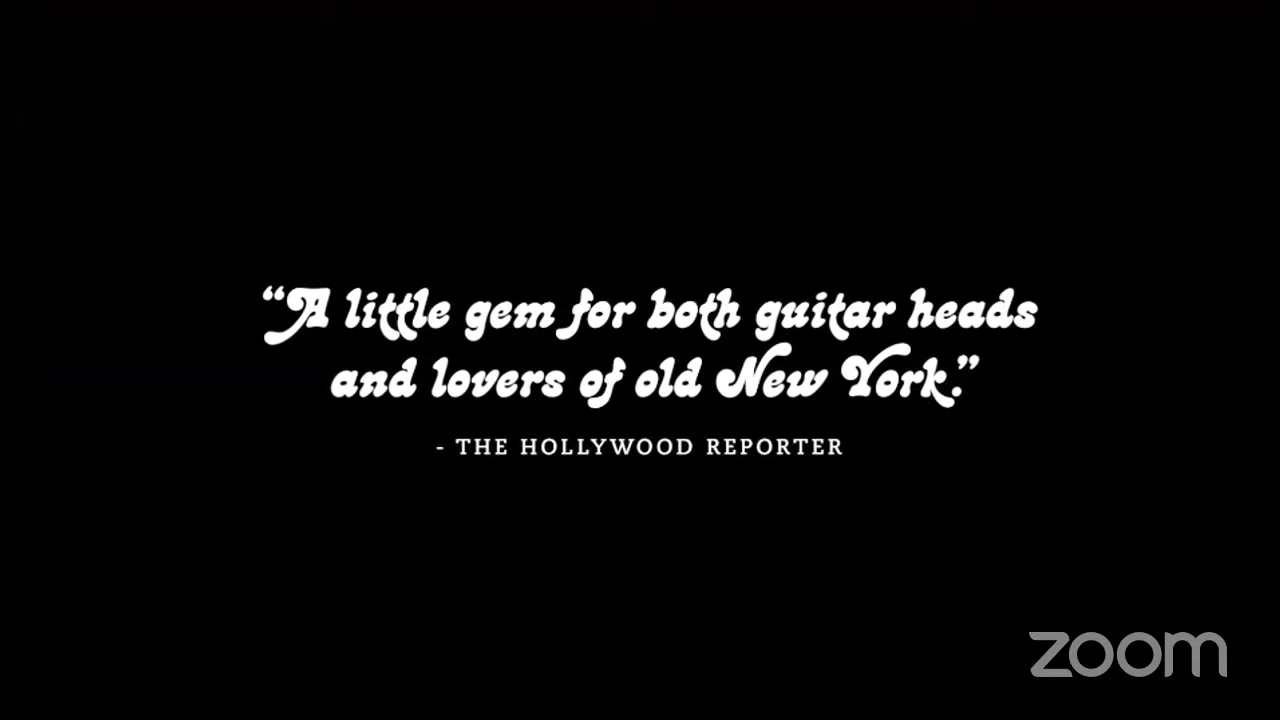 “A little gem for both guitar heads
and lovers of old New York.”
- THE HOLLYWOOD REPORTER
zoom